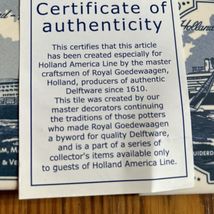 Certificate of
authenticity
This certifies that this article
has been created especially for
Holland America Line by the master
craftsmen of Royal Goedewaagen,
Holland, producers of authentic
Delftware since 1610.
This tile was created by our
master decorators continuing
the traditions of those potters
who made Royal Goedewaagen
a byword for quality Delftware,
and is a part of a series of
collector's items available only
to guests of Holland America Line.
Holland